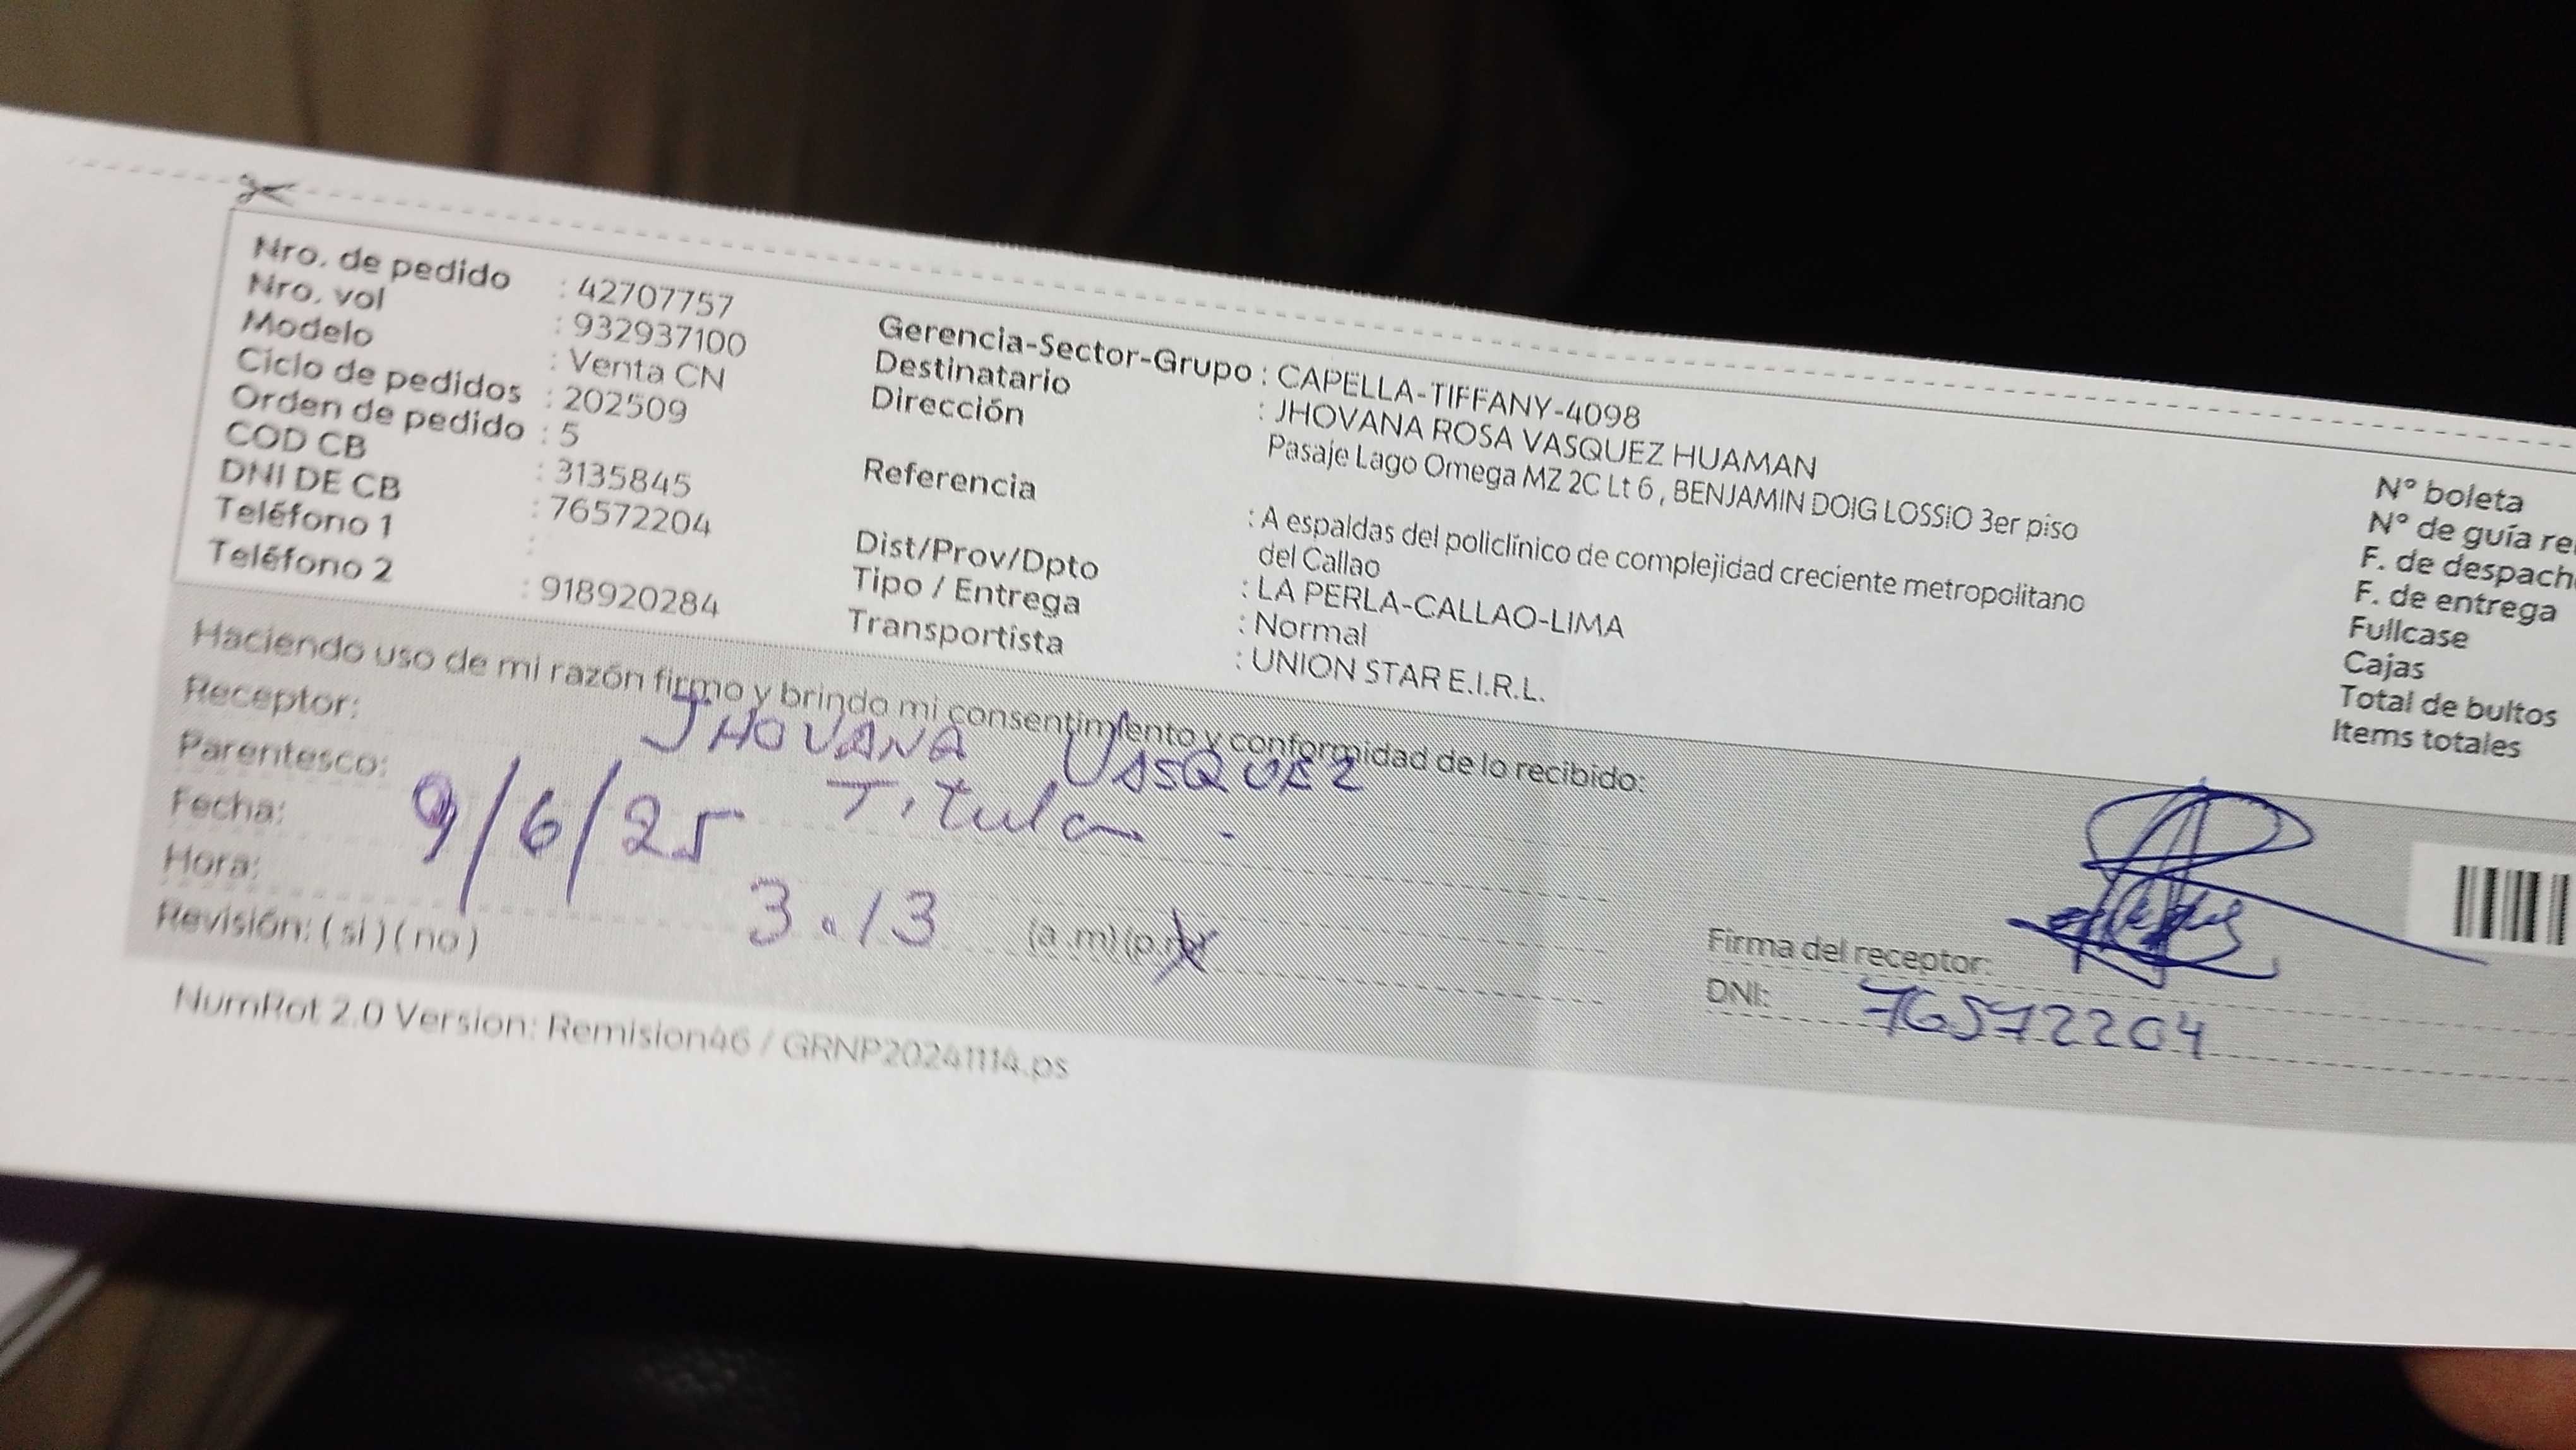 Nro. de pedido : 42707757
Nro. vol : 932937100
Modelo : Venta CN
Ciclo de pedidos : 202509
Orden de pedido : 5
COD CB : 3135845
DNI DE CB : 76572204
Teléfono 1 :
Teléfono 2 : 918920284
Gerencia-Sector-Grupo : CAPELLA-TIFFANY-4098
Destinatario : JHOVANA ROSA VASQUEZ HUAMAN
Dirección Pasaje Lago Omega MZ 2C Lt 6 , BENJAMIN DOIG LOSSIO 3er piso
Referencia : A espaldas del policlínico de complejidad creciente metropolitano
del Callao
Dist/Prov/Dpto : LA PERLA-CALLAO-LIMA
Tipo / Entrega : Normal
Transportista : UNION STAR E.I.R.L.
N° boleta
N° de guía
F. de
F. de entrega
Fullcase
Cajas
Total de bultos
Items totales
Haciendo uso de mi razón firmo y brindo mi consentimiento y conformidad de lo recibido:
Receptor: JHOVANA VASQUEZ
Parentesco: Titular
Fecha: 9/6/25
Hora: 3.13 (a .m) (p.m)
Revisión: ( si ) ( no )
Firma del receptor:
DNI: 76572204
NumRot 2.0 Version: Remision46 / GRNP20241114.ps